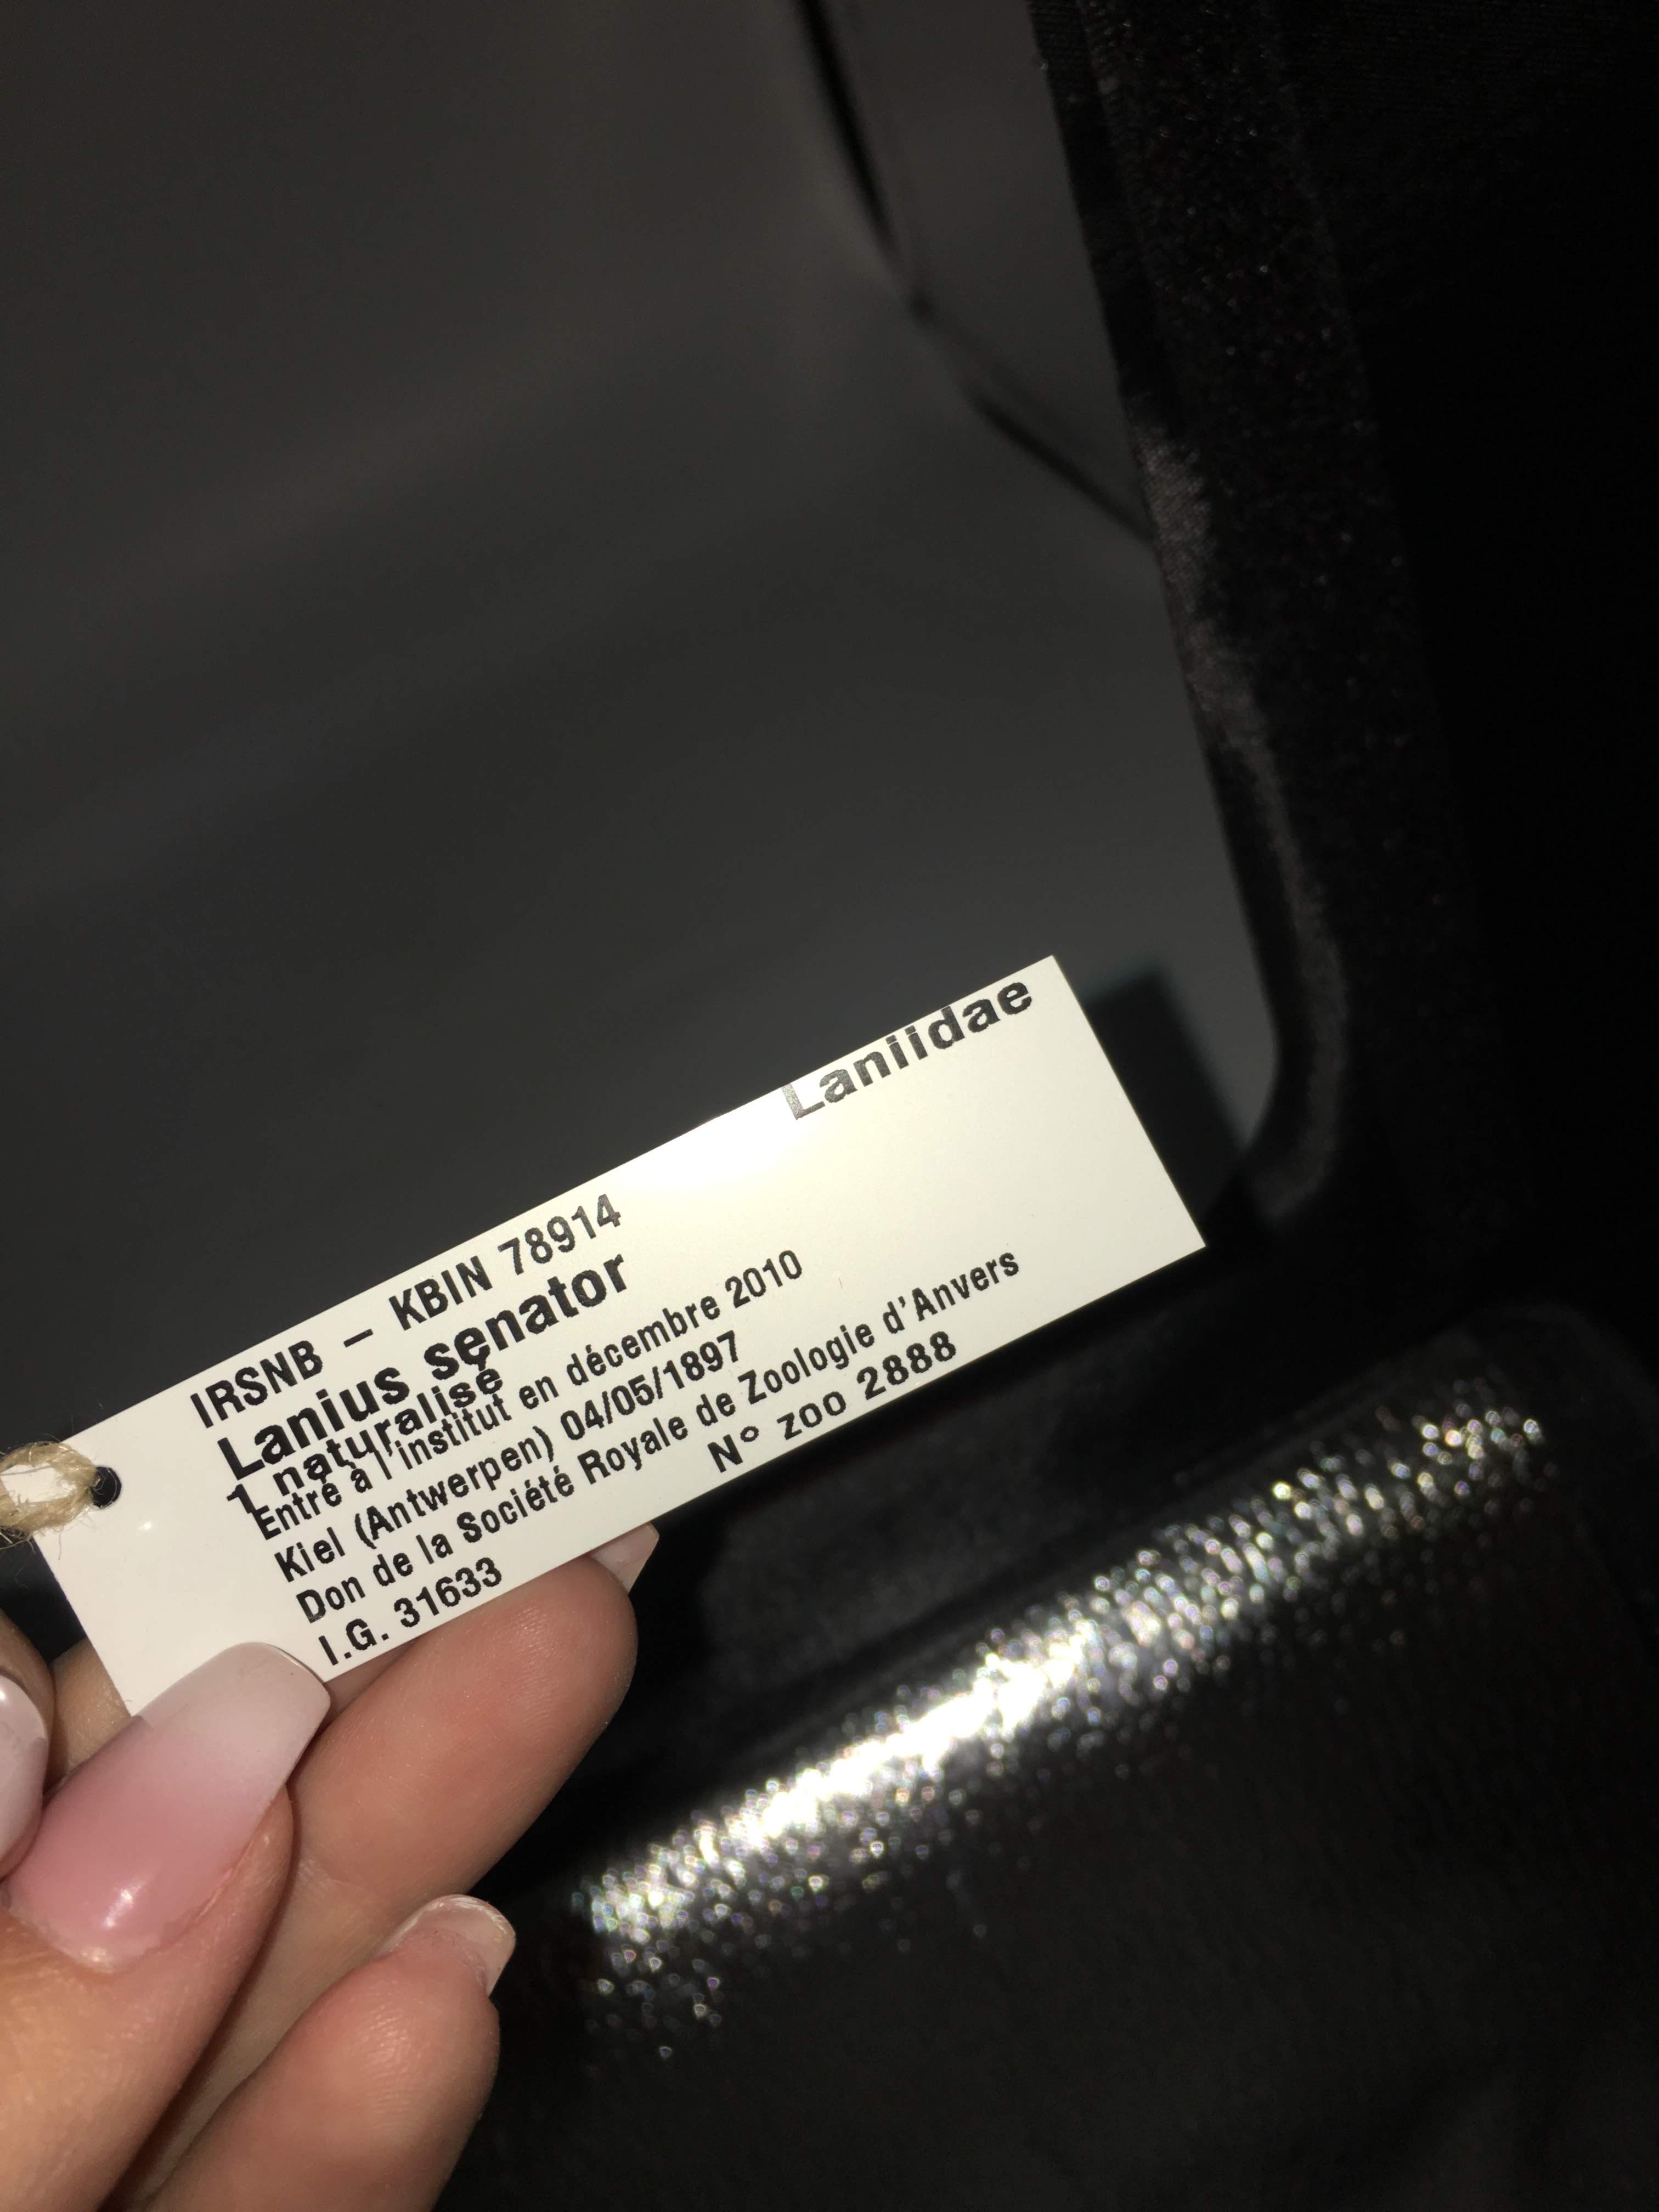 Laniidae
IRSNB – KBIN 78914
Lanius senator
1 naturalisé
Entré à l'institut en décembre 2010
Kiel (Antwerpen) 04/05/1897
Don de la Société Royale de Zoologie d'Anvers
I.G. 31633 N° zoo 2888